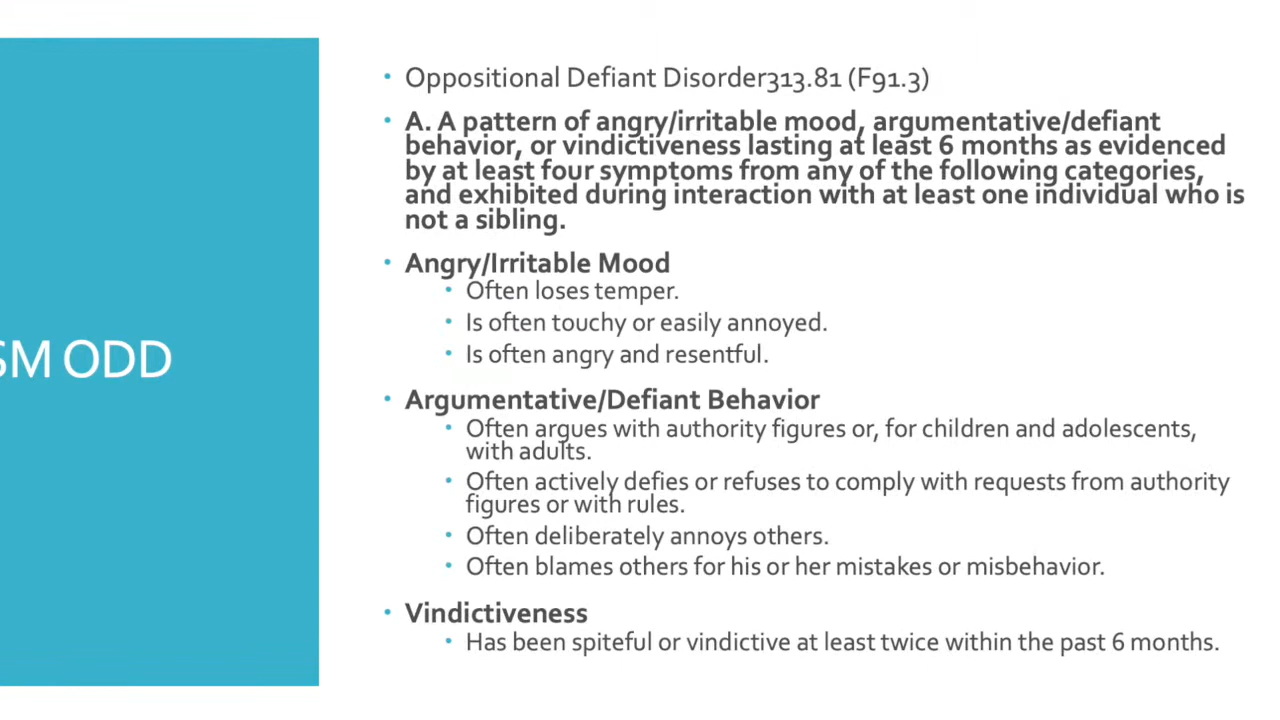 SM ODD
• Oppositional Defiant Disorder313.81 (F91.3)
• A. A pattern of angry/irritable mood, argumentative/defiant
behavior, or vindictiveness lasting at least 6 months as evidenced
by at least four symptoms from any of the following categories,
and exhibited during interaction with at least one individual who is
not a sibling.
• Angry/Irritable Mood
• Often loses temper.
• Is often touchy or easily annoyed.
• Is often angry and resentful.
• Argumentative/Defiant Behavior
• Often argues with authority figures or, for children and adolescents,
with adults.
• Often actively defies or refuses to comply with requests from authority
figures or with rules.
• Often deliberately annoys others.
• Often blames others for his or her mistakes or misbehavior.
• Vindictiveness
• Has been spiteful or vindictive at least twice within the past 6 months.